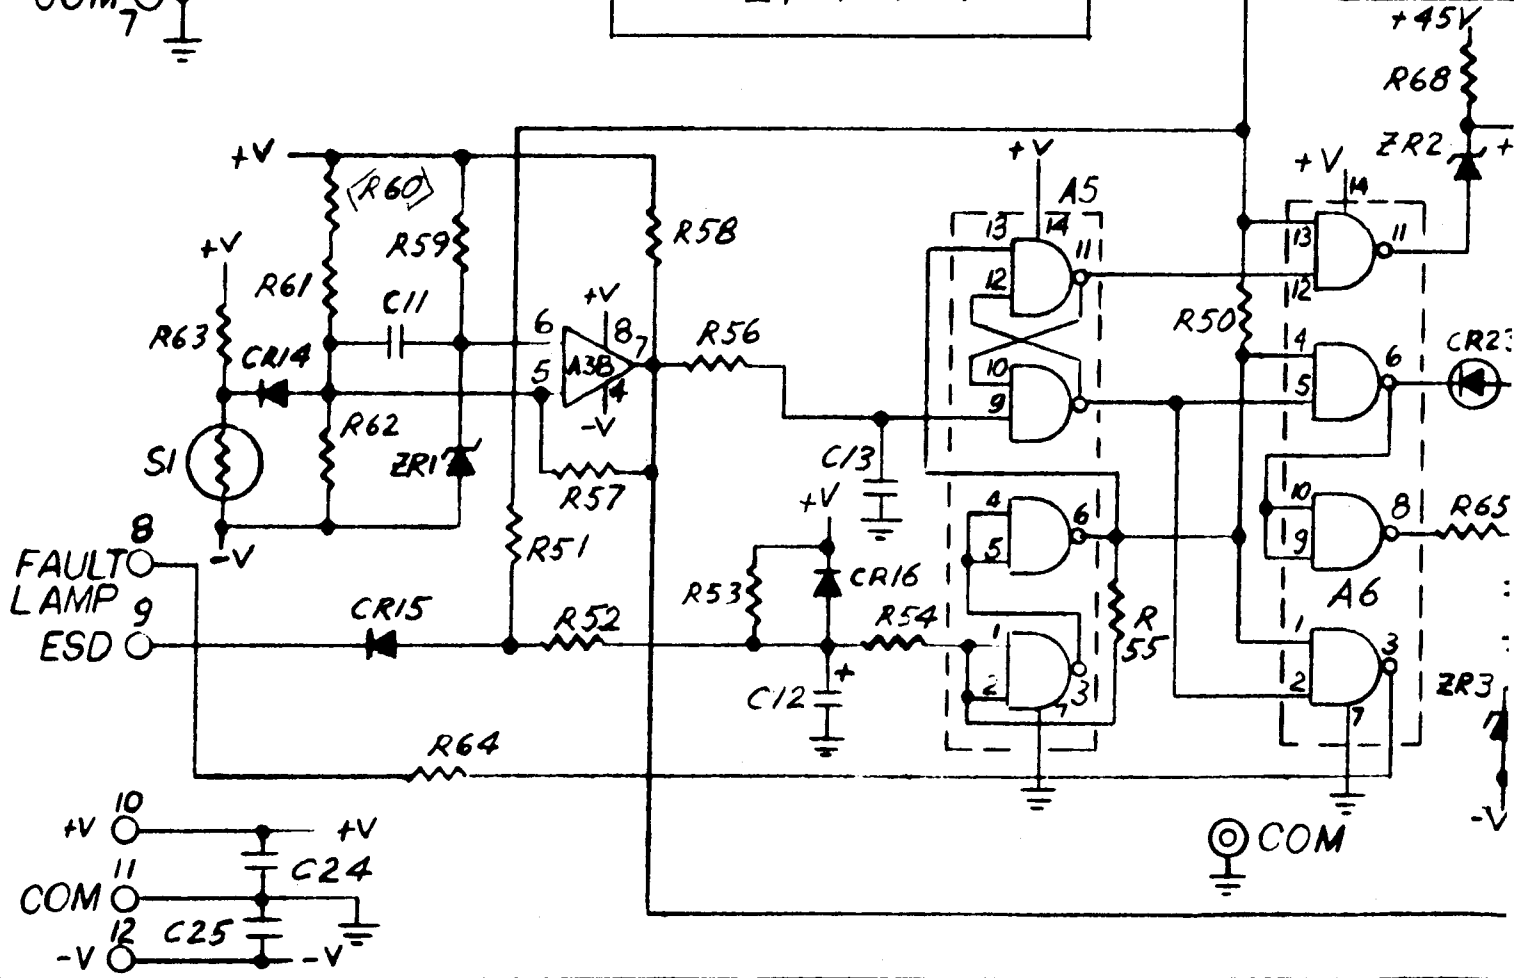 7
+45V
R68
ZR2
+
+V
(R60)
R58
R59
+V
R61
C11
+V
R63
CR14
6
5
8
7
A3B
4
-V
R56
R62
S1
ZR1
R57
+V
A5
14
13
12
11
10
9
C13
+V
14
13
12
11
R50
4
5
6
CR23
10
9
8
R65
A6
4
5
6
8
FAULT
LAMP
-V
R51
9
ESD
CR15
R52
R53
CR16
R54
C12
+
1
2
3
7
R
55
1
2
3
7
ZR3
-V
R64
10
+V
+V
C24
11
COM
12
C25
-V
-V
COM